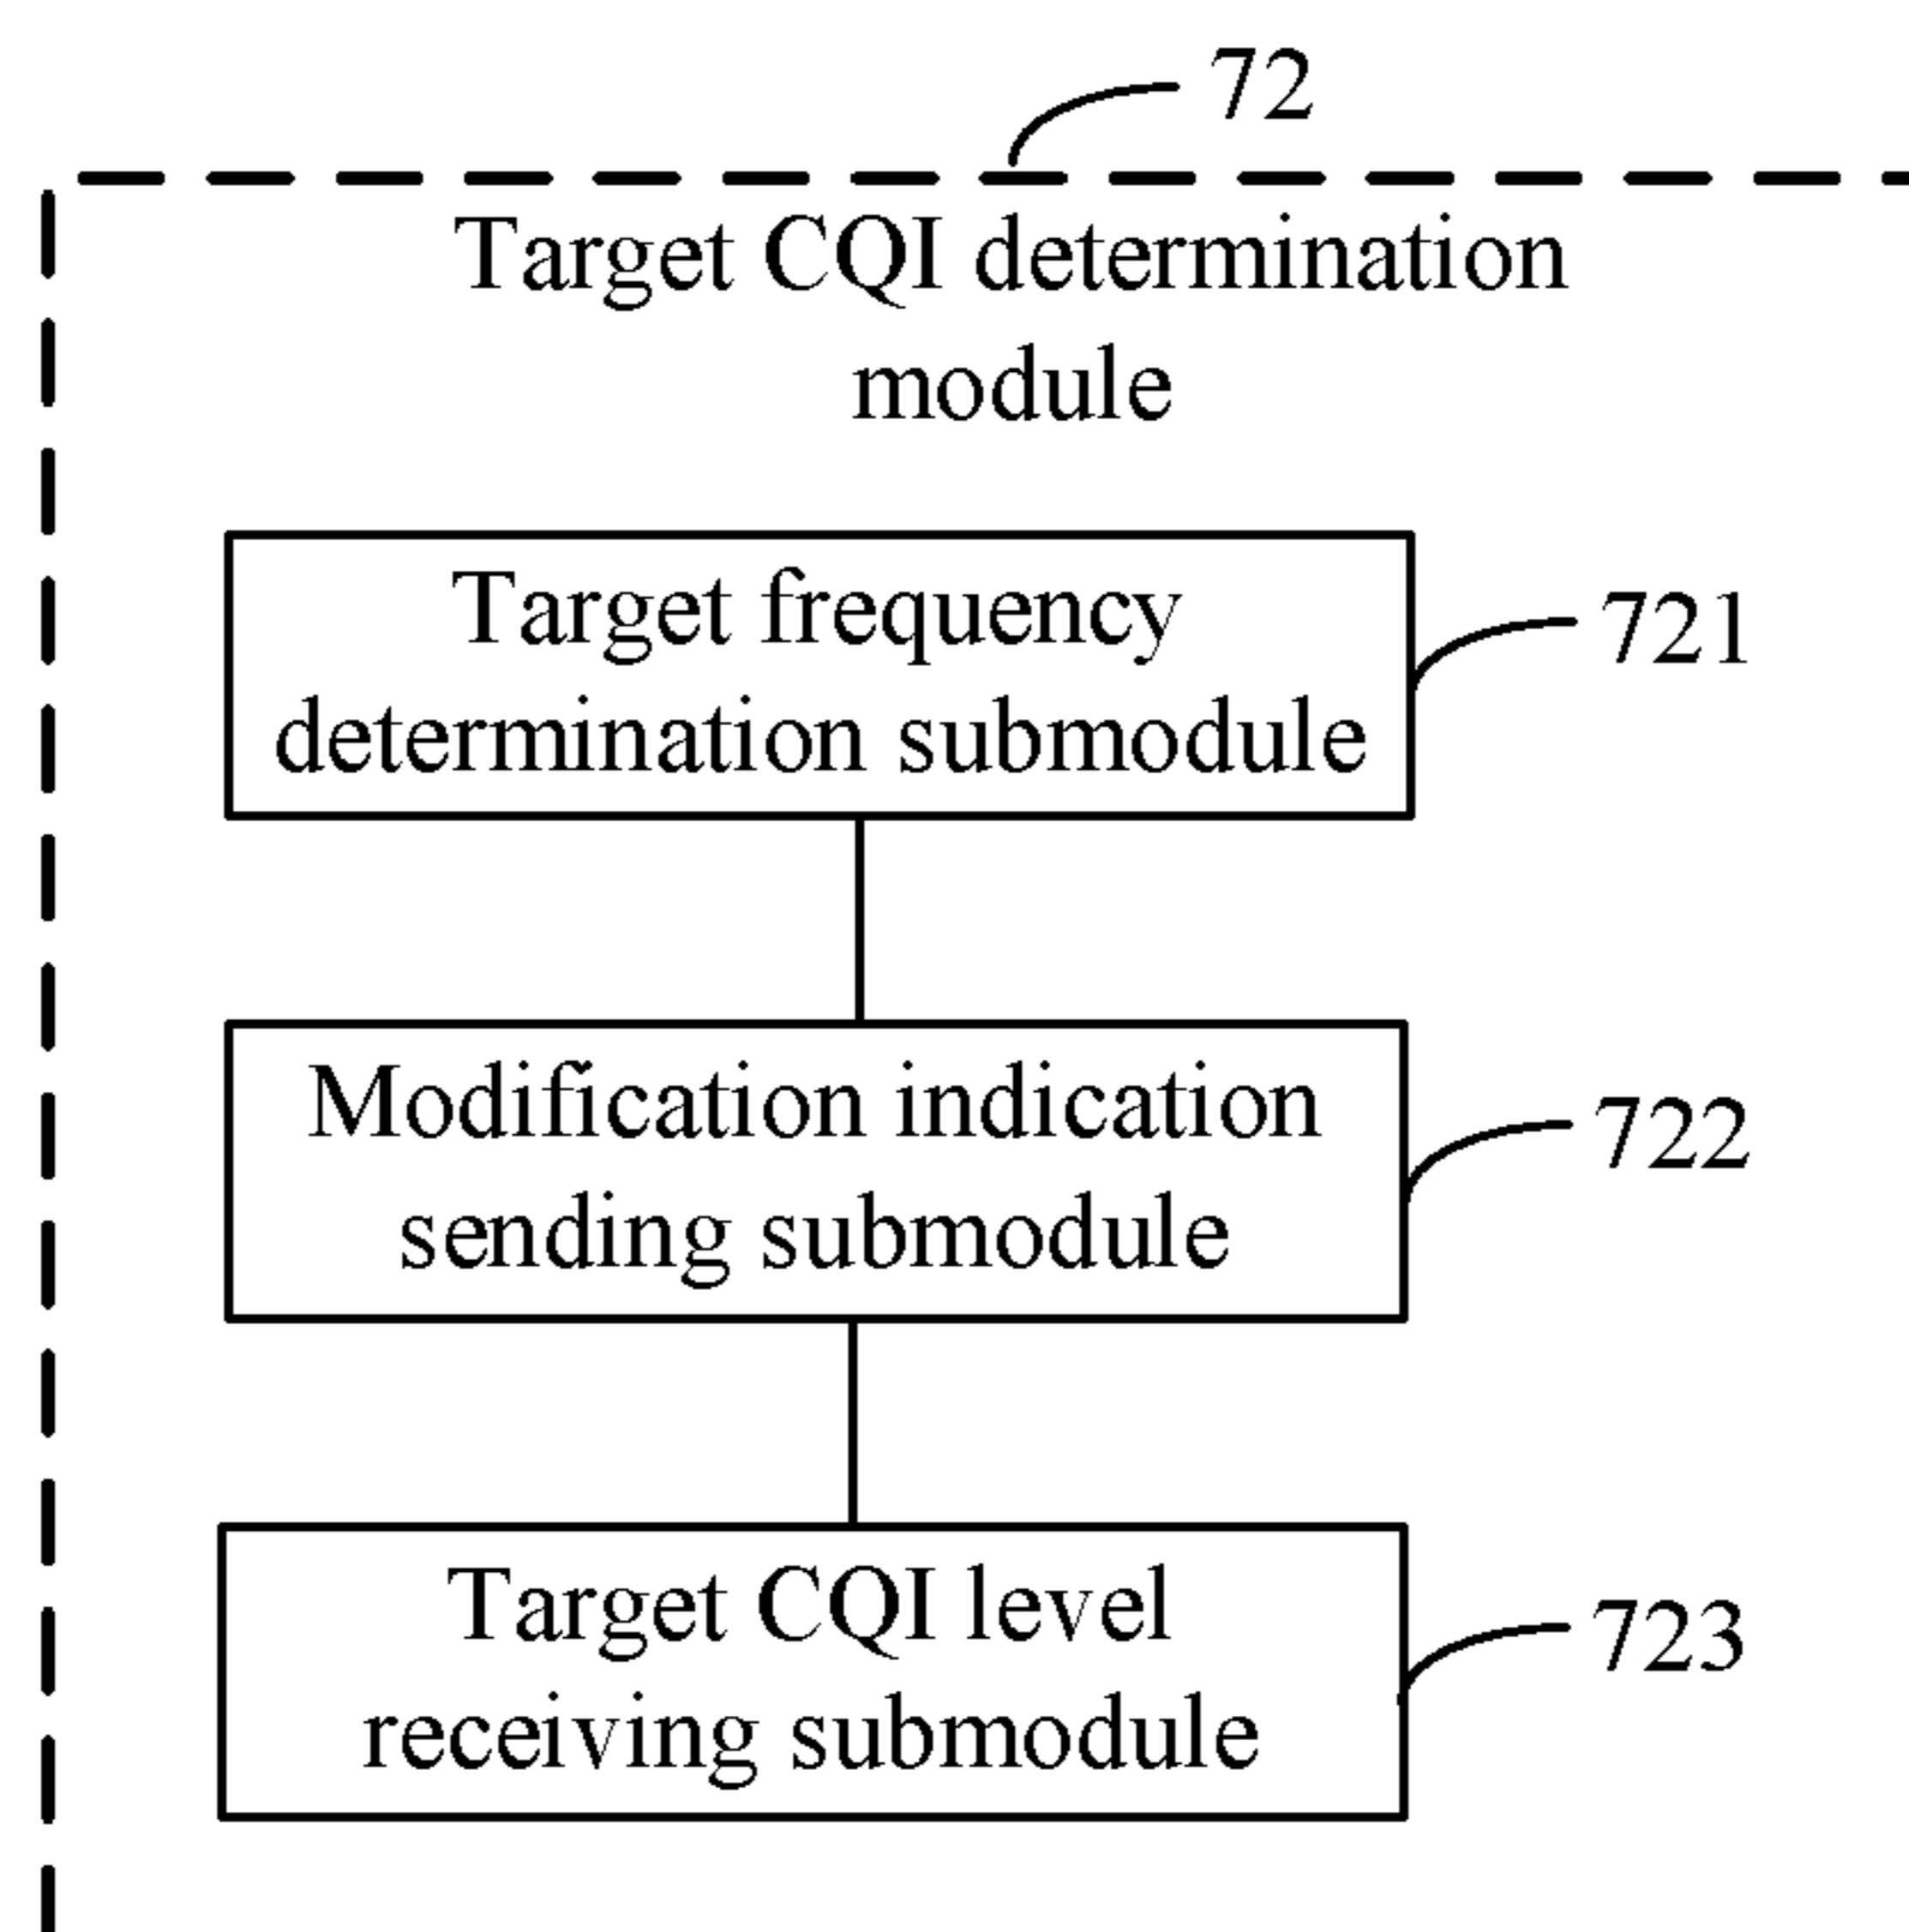 72
Target CQI determination
module
Target frequency
determination submodule
721
Modification indication
sending submodule
722
Target CQI level
receiving submodule
723